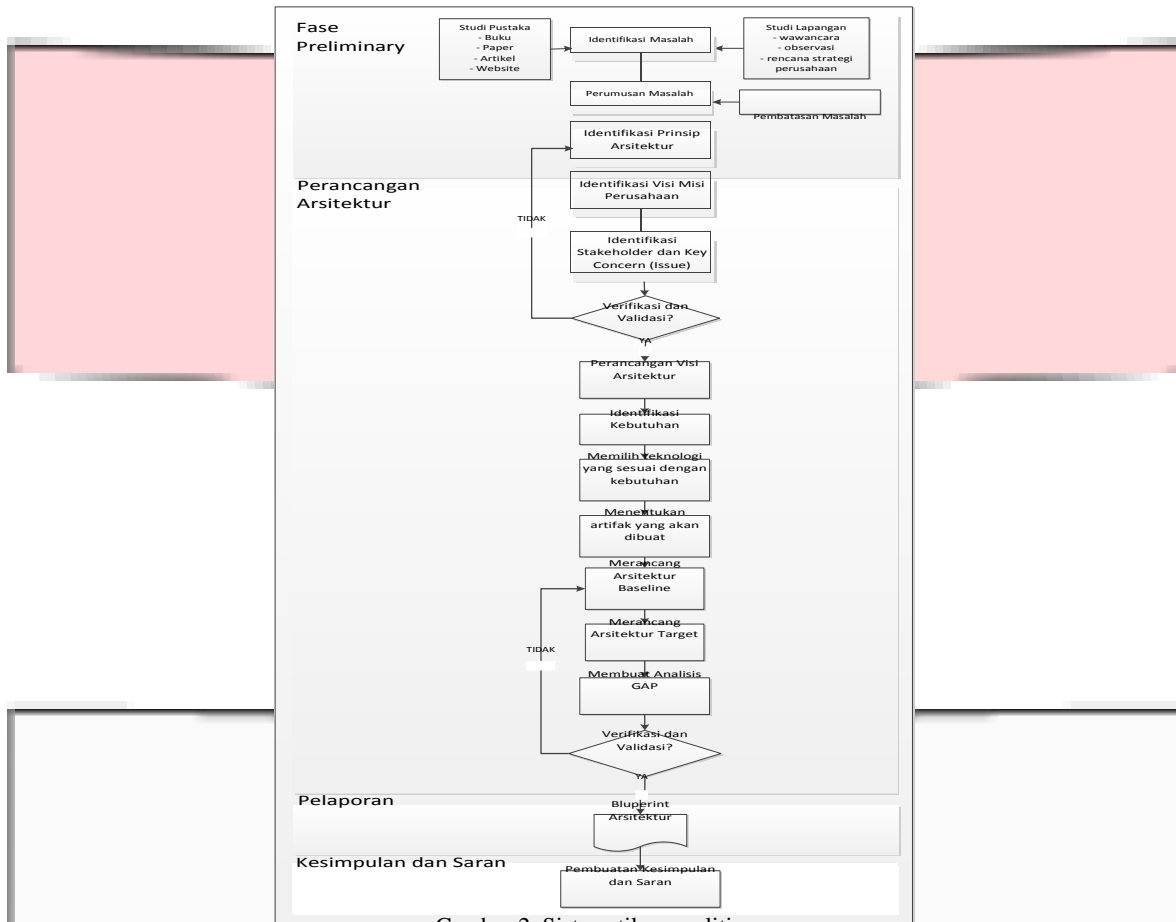 Fase
Preliminary
Studi Pustaka
- Buku
- Paper
- Artikel
- Website
Identifikasi Masalah
Studi Lapangan
- wawancara
- observasi
- rencana strategi
perusahaan
Perumusan Masalah
Pembatasan Masalah
Identifikasi Prinsip
Arsitektur
Perancangan
Arsitektur
Identifikasi Visi Misi
Perusahaan
TIDAK
Identifikasi
Stakeholder dan Key
Concern (Issue)
Verifikasi dan
Validasi?
YA
Perancangan Visi
Arsitektur
Identifikasi
Kebutuhan
Memilih teknologi
yang sesuai dengan
kebutuhan
Menentukan
artifak yang akan
dibuat
Merancang
Arsitektur
Baseline
Merancang
Arsitektur Target
TIDAK
Membuat Analisis
GAP
Verifikasi dan
Validasi?
YA
Pelaporan
Bluperint
Arsitektur
Kesimpulan dan Saran
Pembuatan Kesimpulan
dan Saran